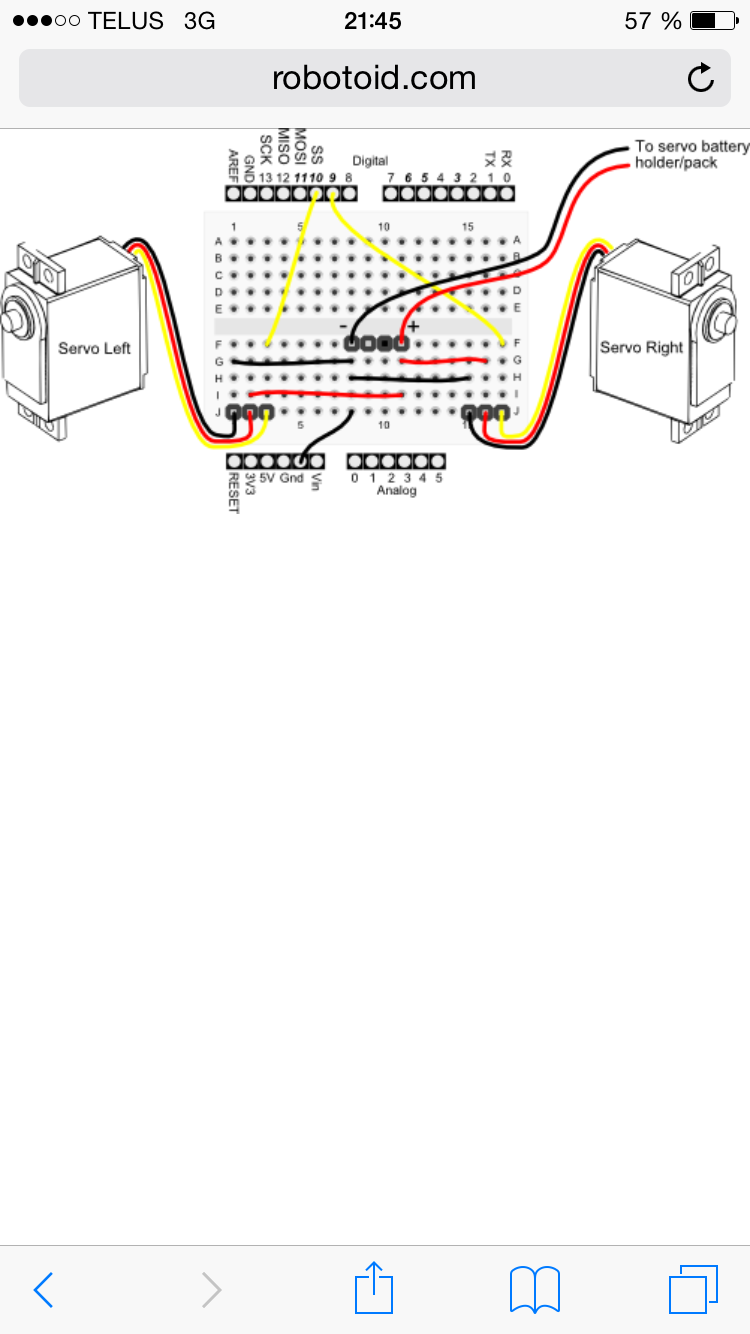 TELUS 3G 21:45 57 %
robotoid.com
AREF GND SCK MISO MOSI SS Digital TX RX
13 12 11 10 9 8 7 6 5 4 3 2 1 0
To servo battery
holder/pack
1 5 10 15
A A
B B
C C
D D
E E
- +
F F
G G
H H
I I
J J
5 10
Servo Left
Servo Right
RESET 3V3 5V Gnd Vin 0 1 2 3 4 5
Analog